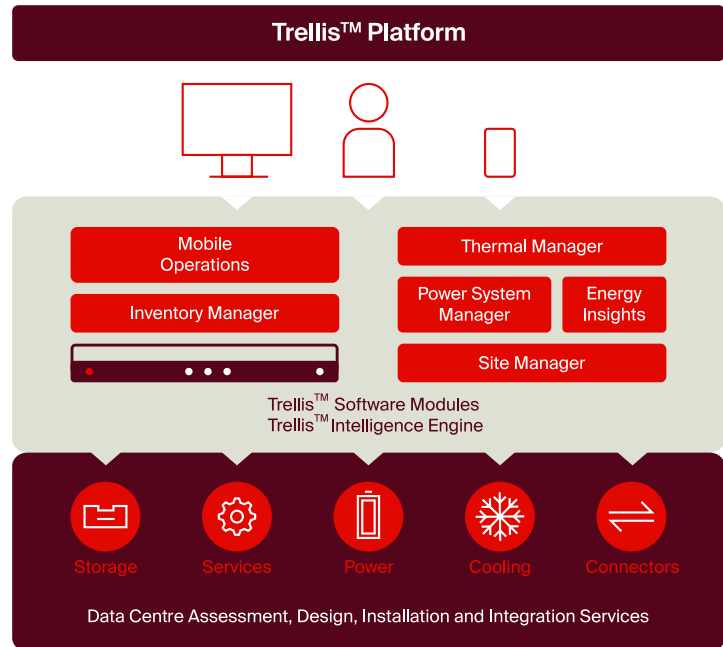 Trellis™ Platform
Mobile
Operations
Inventory Manager
Thermal Manager
Power System
Manager
Energy
Insights
Site Manager
Trellis™ Software Modules
Trellis™ Intelligence Engine
Storage
Services
Power
Cooling
Connectors
Data Centre Assessment, Design, Installation and Integration Services